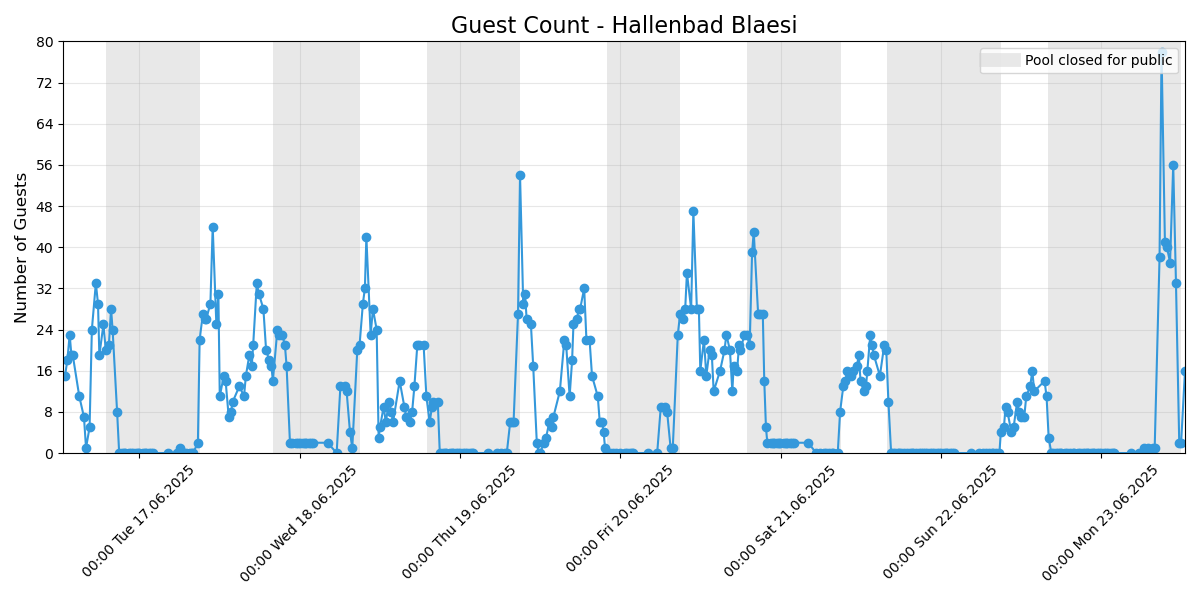 Guest Count - Hallenbad Blaesi
Number of Guests
80
72
64
56
48
40
32
24
16
8
0
Pool closed for public
00:00 Tue 17.06.2025
00:00 Wed 18.06.2025
00:00 Thu 19.06.2025
00:00 Fri 20.06.2025
00:00 Sat 21.06.2025
00:00 Sun 22.06.2025
00:00 Mon 23.06.2025